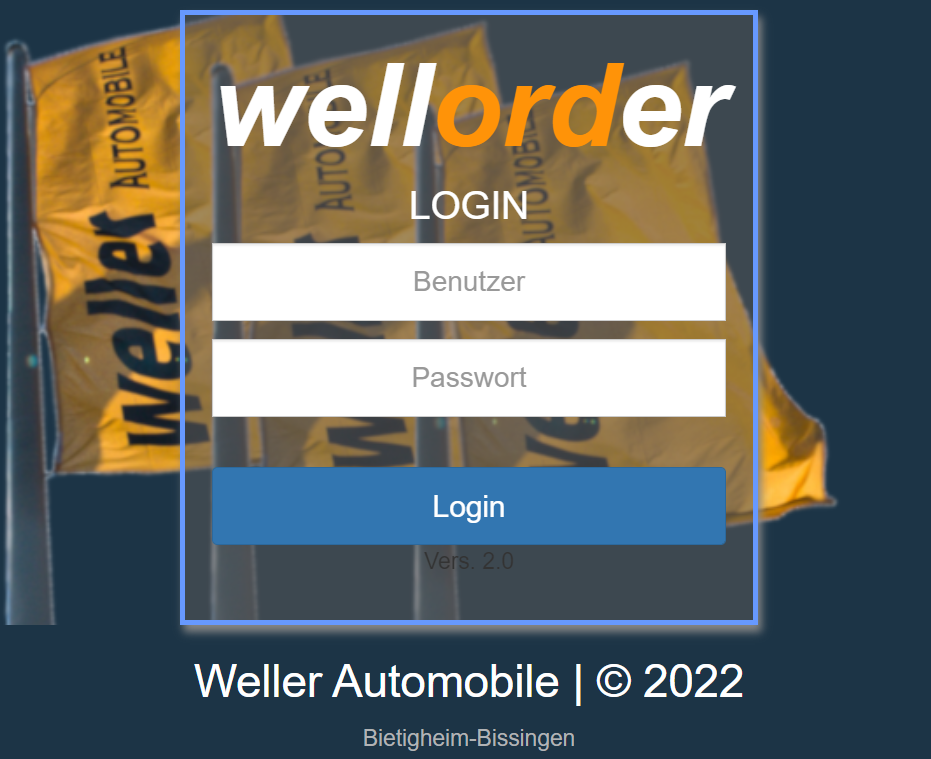 wellorder
LOGIN
Benutzer
Passwort
Login
Vers. 2.0
Weller Automobile | © 2022
Bietigheim-Bissingen
Weller AUTOMOBILE
Weller AUTOMOBILE
Weller AUTOMOBILE